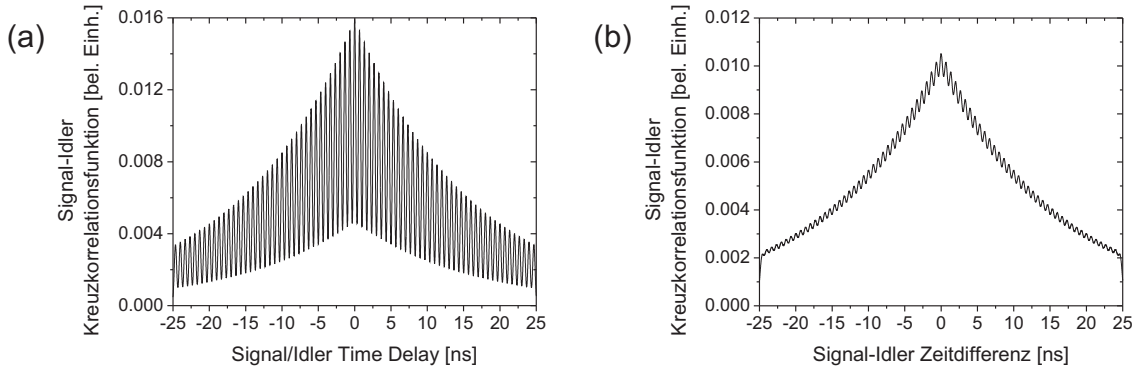 (a)
Signal-Idler
Kreuzkorrelationsfunktion [bel. Einh.]
0.016
0.012
0.008
0.004
0.000
-25 -20 -15 -10 -5 0 5 10 15 20 25
Signal/Idler Time Delay [ns]
(b)
Signal-Idler
Kreuzkorrelationsfunktion [bel. Einh.]
0.012
0.010
0.008
0.006
0.004
0.002
0.000
-25 -20 -15 -10 -5 0 5 10 15 20 25
Signal-Idler Zeitdifferenz [ns]